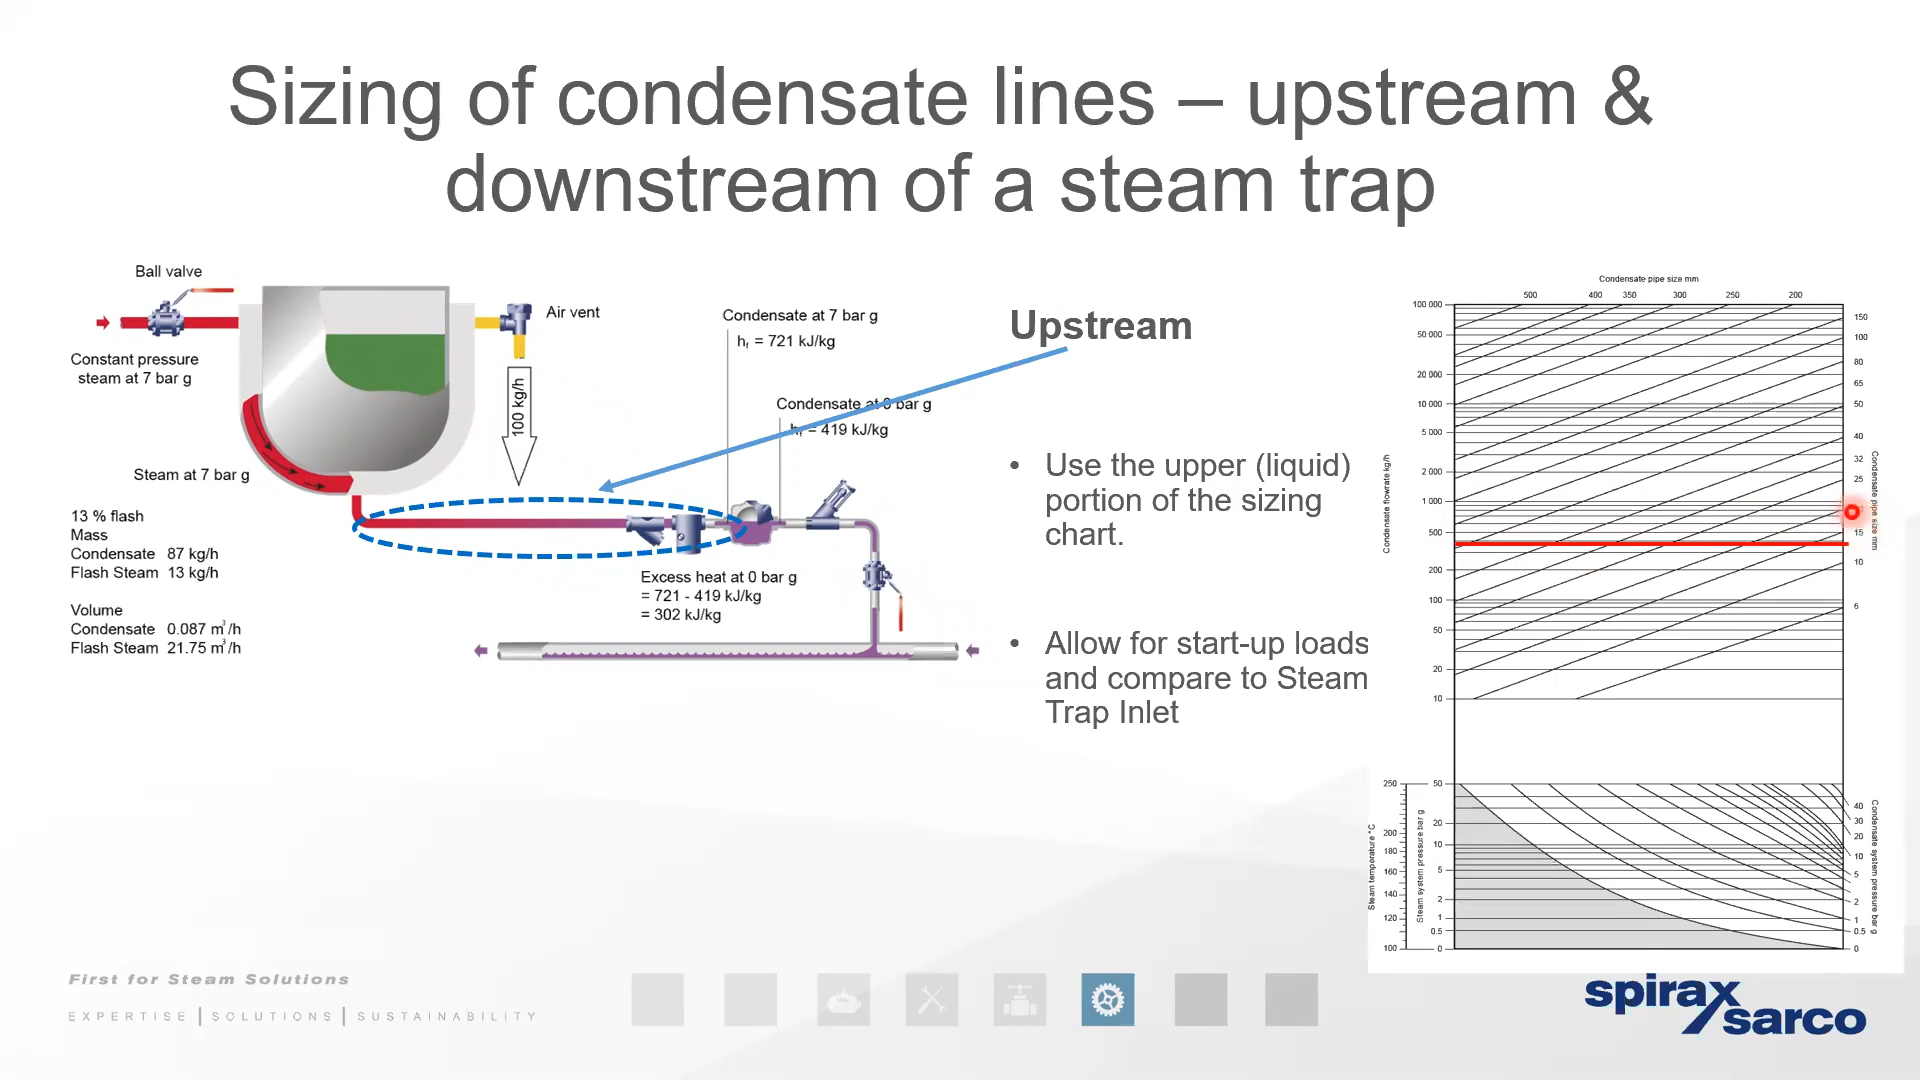 Sizing of condensate lines – upstream &
downstream of a steam trap
Ball valve
Air vent
Constant pressure
steam at 7 bar g
100 kg/h
Steam at 7 bar g
Condensate at 7 bar g
hf = 721 kJ/kg
Condensate at 0 bar g
hf = 419 kJ/kg
13 % flash
Mass
Condensate 87 kg/h
Flash Steam 13 kg/h
Volume
Condensate 0.087 m³/h
Flash Steam 21.75 m³/h
Excess heat at 0 bar g
= 721 - 419 kJ/kg
= 302 kJ/kg
Upstream
• Use the upper (liquid)
portion of the sizing
chart.
• Allow for start-up loads
and compare to Steam
Trap Inlet
Condensate pipe size mm
500 400 350 300 250 200
100 000
50 000
20 000
10 000
5 000
2 000
1 000
500
200
100
50
20
10
Condensate flowrate kg/h
150
100
80
65
50
40
32
25
15
10
6
Condensate pipe size mm
250
200
180
160
140
120
100
Steam temperature °C
50
20
10
5
2
1
0.5
0
Steam system pressure bar g
40
30
20
10
5
2
1
0.5
0
Condensate system pressure bar g
First for Steam Solutions
EXPERTISE | SOLUTIONS | SUSTAINABILITY
spirax
sarco